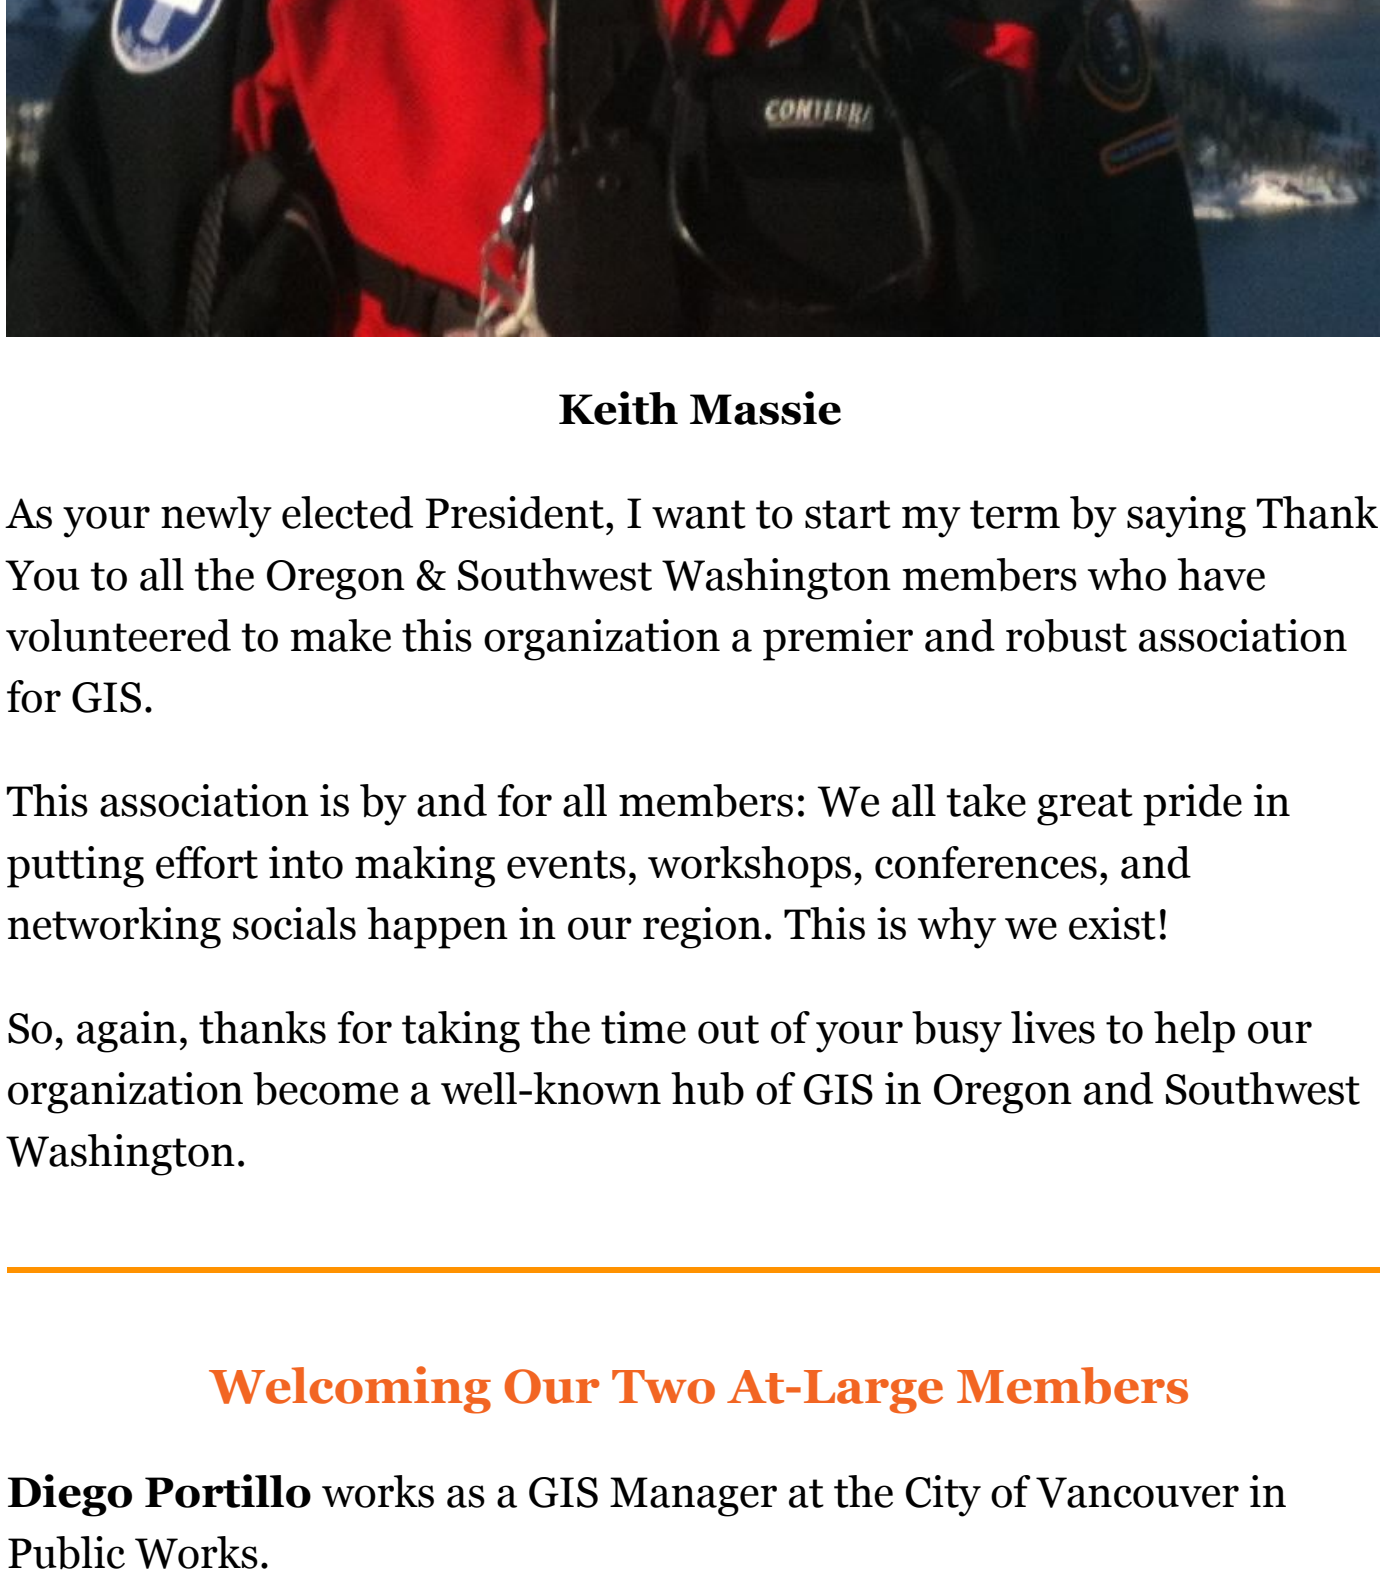 CONTERRA
Keith Massie
As your newly elected President, I want to start my term by saying Thank
You to all the Oregon & Southwest Washington members who have
volunteered to make this organization a premier and robust association
for GIS.
This association is by and for all members: We all take great pride in
putting effort into making events, workshops, conferences, and
networking socials happen in our region. This is why we exist!
So, again, thanks for taking the time out of your busy lives to help our
organization become a well-known hub of GIS in Oregon and Southwest
Washington.
Welcoming Our Two At-Large Members
Diego Portillo works as a GIS Manager at the City of Vancouver in
Public Works.